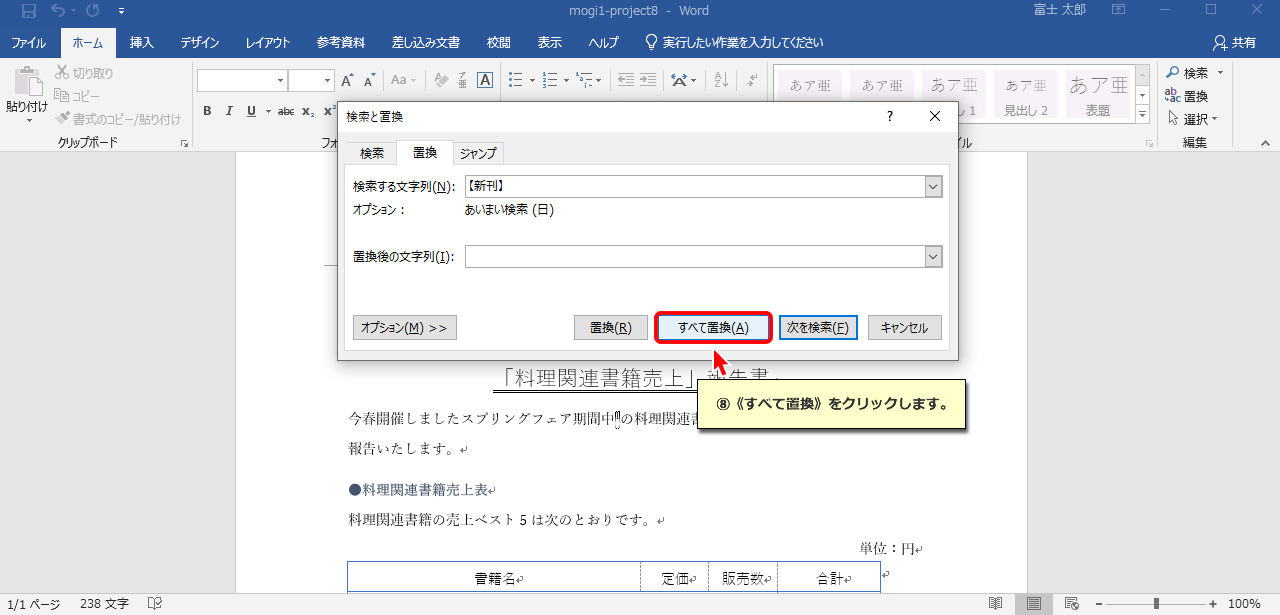 mogi1-project8 - Word
富士 太郎
ファイル ホーム 挿入 デザイン レイアウト 参考資料 差し込み文書 校閲 表示 ヘルプ 実行したい作業を入力してください 共有
貼り付け
切り取り
コピー
書式のコピー/貼り付け
クリップボード
Aa
B I U abc x₂ x²
フォ
あア亜 あア亜 あア亜 あア亜 あア亜
し 1 見出し 2 表題
イル
検索
置換
選択
編集
検索と置換
検索 置換 ジャンプ
検索する文字列(N): 【新刊】
オプション : あいまい検索 (日)
置換後の文字列(I):
オプション(M) >> 置換(R) すべて置換(A) 次を検索(F) キャンセル
⑧《すべて置換》をクリックします。
「料理関連書籍売上」報告書
今春開催しましたスプリングフェア期間中の料理関連書
報告いたします。
●料理関連書籍売上表
料理関連書籍の売上ベスト 5 は次のとおりです。
単位：円
書籍名 定価 販売数 合計
1/1 ページ 238 文字 100%